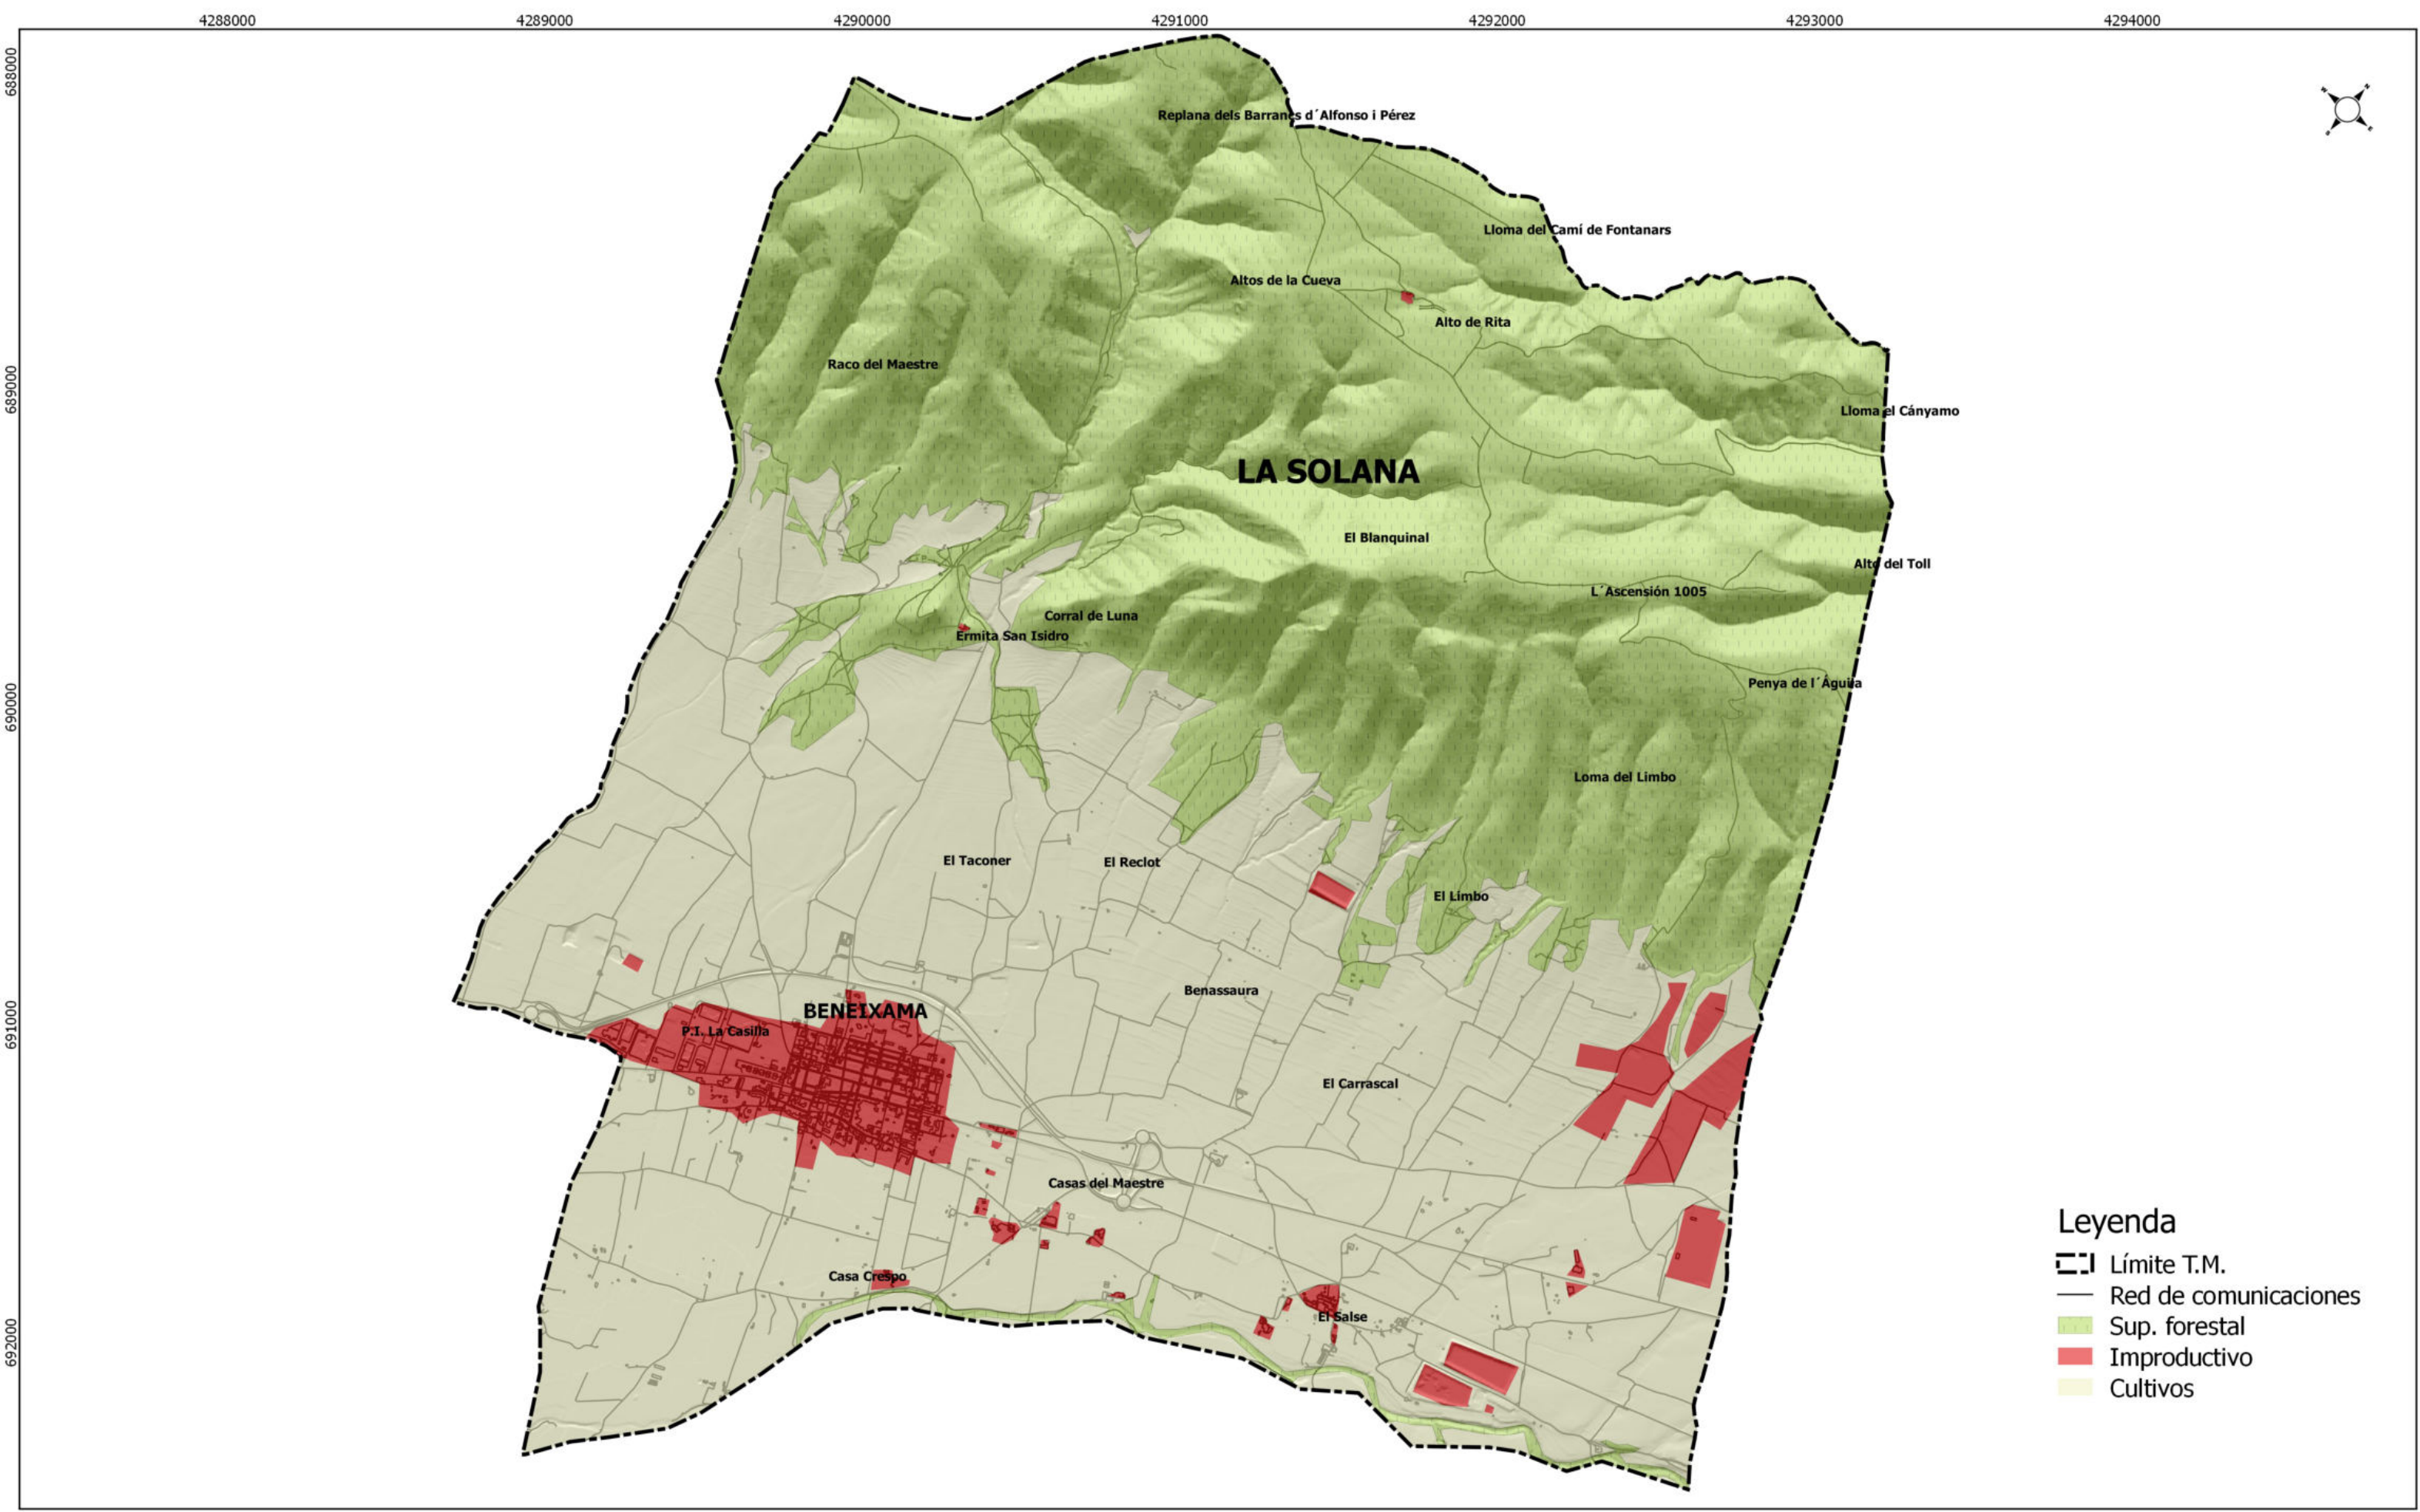 4288000 4289000 4290000 4291000 4292000 4293000 4294000
688000
Replana dels Barrancs d´Alfonso i Pérez
Lloma del Camí de Fontanars
Altos de la Cueva
Alto de Rita
Raco del Maestre
689000
Lloma el Cányamo
LA SOLANA
El Blanquinal
Alto del Toll
L´Ascensión 1005
Corral de Luna
Ermita San Isidro
Penya de l´Águila
690000
Loma del Limbo
El Taconer
El Reclot
El Límbo
Benassaura
BENEIXAMA
691000
P.I. La Casilla
El Carrascal
Casas del Maestre
Casa Crespo
El Salse
692000
Leyenda
Límite T.M.
Red de comunicaciones
Sup. forestal
Improductivo
Cultivos